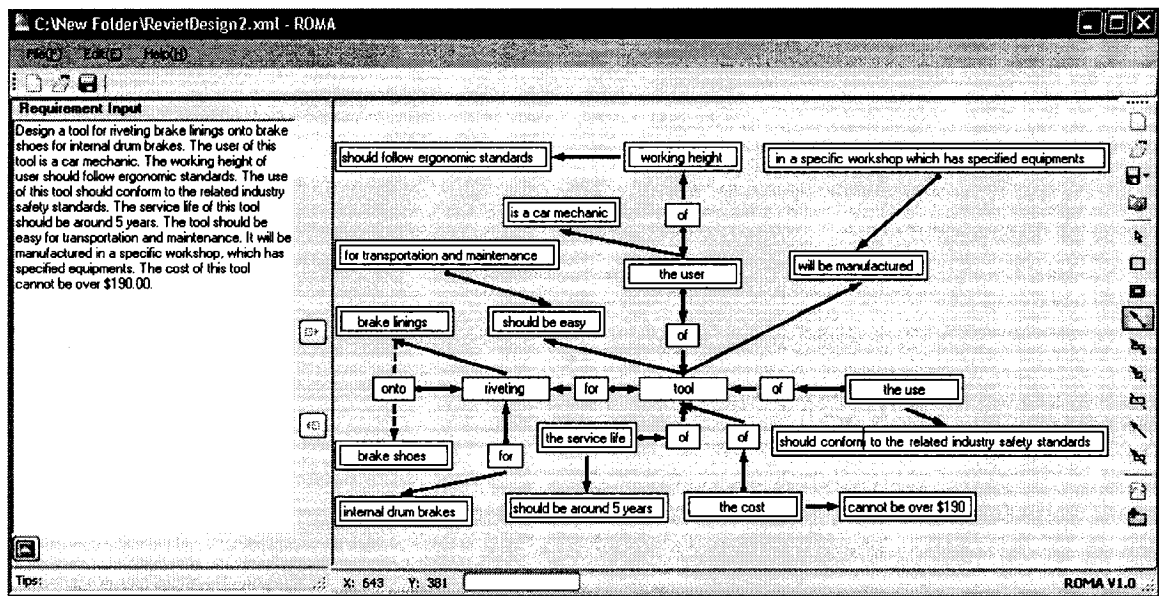 C:\New Folder\RevietDesign2.xml - ROMA
File(F) Edit(E) Help(H)
Requirement Input
Design a tool for riveting brake linings onto brake
shoes for internal drum brakes. The user of this
tool is a car mechanic. The working height of
user should follow ergonomic standards. The use
of this tool should conform to the related industry
safety standards. The service life of this tool
should be around 5 years. The tool should be
easy for transportation and maintenance. It will be
manufactured in a specific workshop, which has
specified equipments. The cost of this tool
cannot be over $190.00.
should follow ergonomic standards
working height
in a specific workshop which has specified equipments
is a car mechanic
of
for transportation and maintenance
the user
will be manufactured
brake linings
should be easy
of
onto
riveting
for
tool
of
the use
the service life
of
of
should conform to the related industry safety standards
brake shoes
for
internal drum brakes
should be around 5 years
the cost
cannot be over $190
Tips:
X: 643 Y: 381
ROMA V1.0